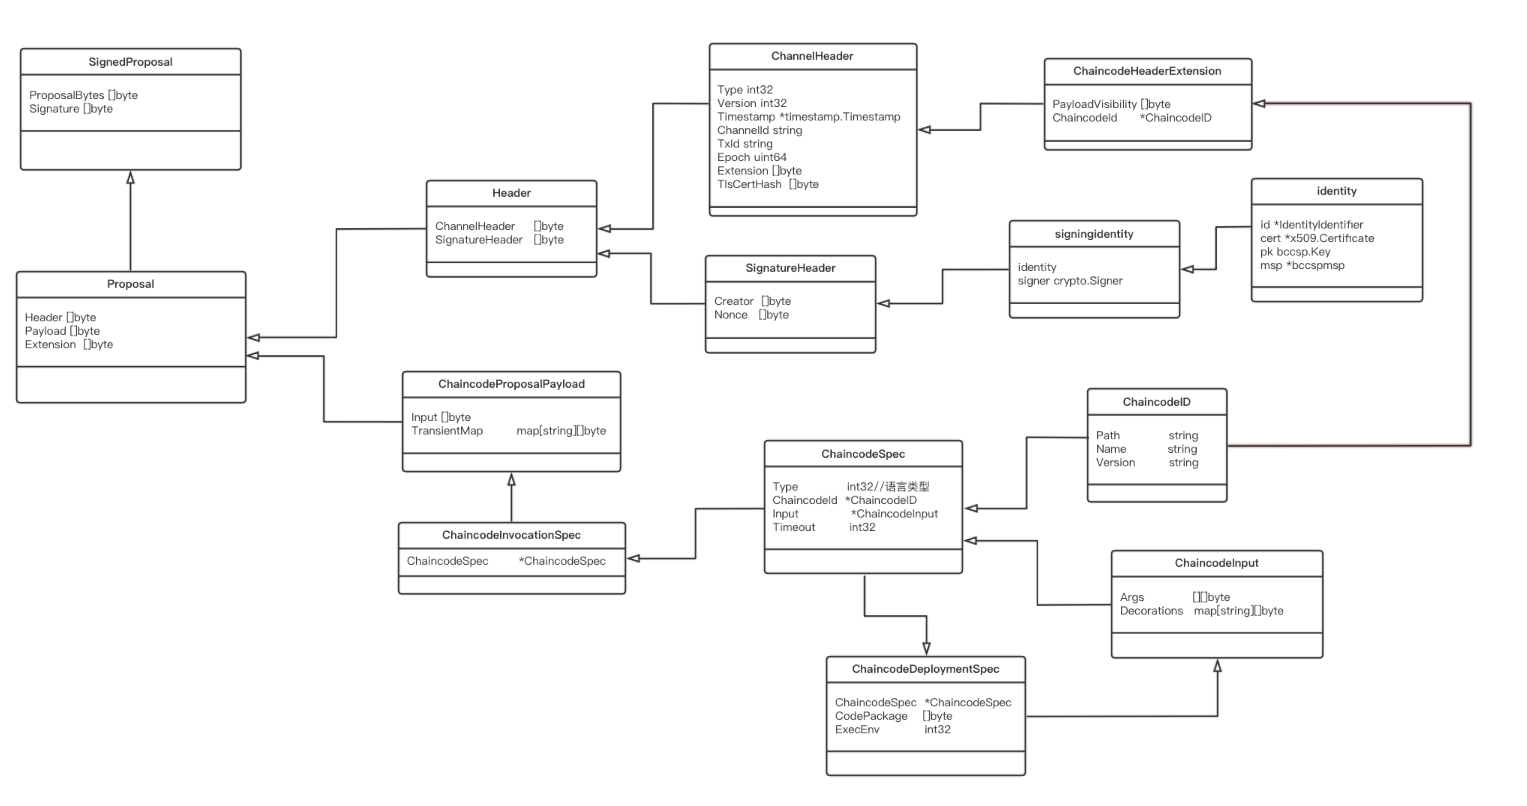 SignedProposal
ProposalBytes []byte
Signature []byte
Proposal
Header []byte
Payload []byte
Extension []byte
Header
ChannelHeader []byte
SignatureHeader []byte
ChannelHeader
Type int32
Version int32
Timestamp *timestamp.Timestamp
ChannelId string
TxId string
Epoch uint64
Extension []byte
TlsCertHash []byte
ChaincodeHeaderExtension
PayloadVisibility []byte
ChaincodeId *ChaincodeID
SignatureHeader
Creator []byte
Nonce []byte
signingidentity
identity
signer crypto.Signer
identity
id *IdentityIdentifier
cert *x509.Certificate
pk bccsp.Key
msp *bccspmsp
ChaincodeProposalPayload
Input []byte
TransientMap map[string][]byte
ChaincodeInvocationSpec
ChaincodeSpec *ChaincodeSpec
ChaincodeSpec
Type int32//语言类型
ChaincodeId *ChaincodeID
Input *ChaincodeInput
Timeout int32
ChaincodeID
Path string
Name string
Version string
ChaincodeInput
Args [][]byte
Decorations map[string][]byte
ChaincodeDeploymentSpec
ChaincodeSpec *ChaincodeSpec
CodePackage []byte
ExecEnv int32